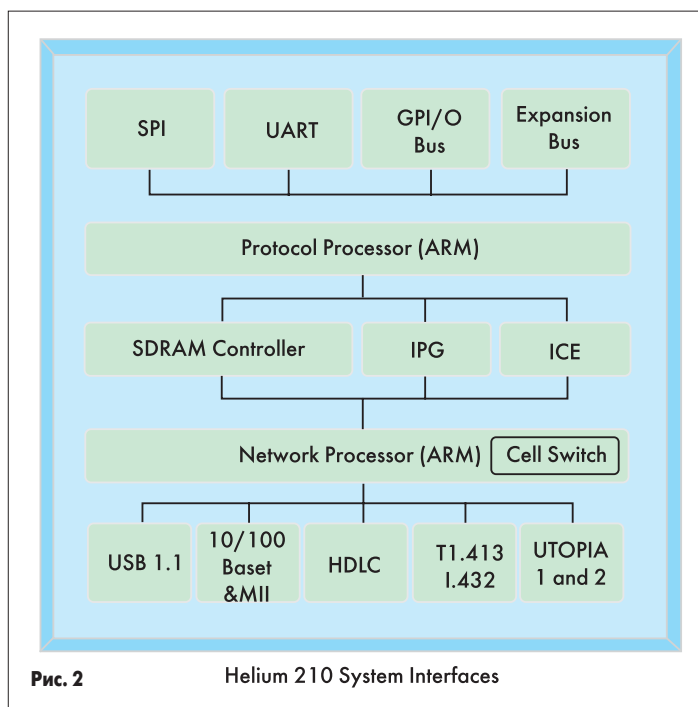 SPI
UART
GPI/O
Bus
Expansion
Bus
Protocol Processor (ARM)
SDRAM Controller
IPG
ICE
Network Processor (ARM)
Cell Switch
USB 1.1
10/100
Baset
&MII
HDLC
T1.413
I.432
UTOPIA
1 and 2
Рис. 2
Helium 210 System Interfaces